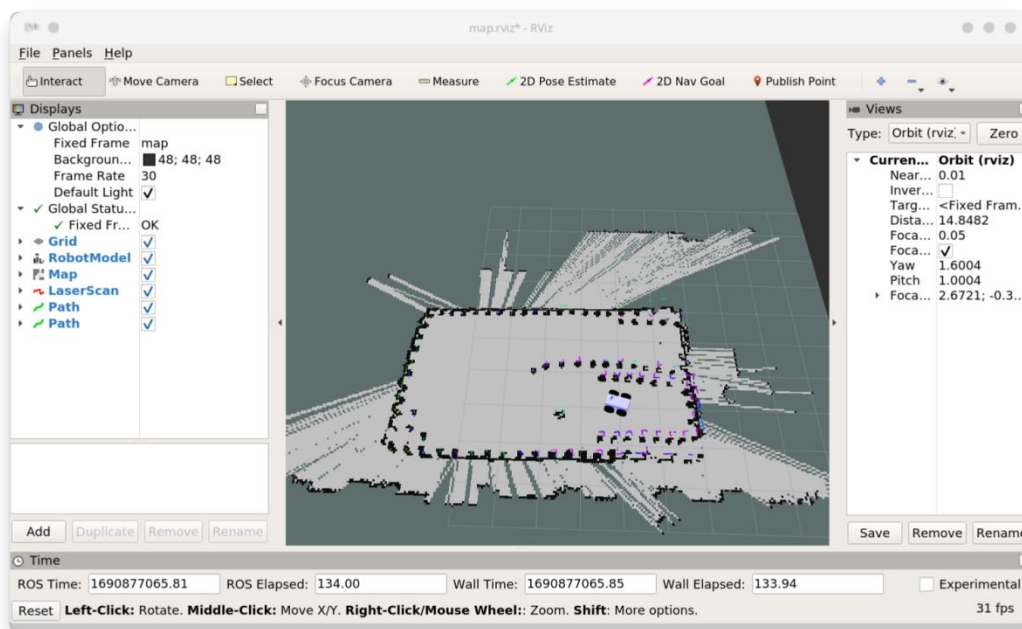 map.rviz* - RViz
File Panels Help
Interact Move Camera Select Focus Camera Measure 2D Pose Estimate 2D Nav Goal Publish Point
Displays
Global Optio...
Fixed Frame map
Backgroun... 48; 48; 48
Frame Rate 30
Default Light
Global Statu...
Fixed Fr... OK
Grid
RobotModel
Map
LaserScan
Path
Path
Add Duplicate Remove Rename
Views
Type: Orbit (rviz) Zero
Curren... Orbit (rviz)
Near... 0.01
Inver...
Targ... <Fixed Fram...
Dista... 14.8482
Foca... 0.05
Foca...
Yaw 1.6004
Pitch 1.0004
Foca... 2.6721; -0.3...
Save Remove Rename
Time
ROS Time: 1690877065.81 ROS Elapsed: 134.00 Wall Time: 1690877065.85 Wall Elapsed: 133.94 Experimental
Reset Left-Click: Rotate. Middle-Click: Move X/Y. Right-Click/Mouse Wheel:: Zoom. Shift: More options. 31 fps